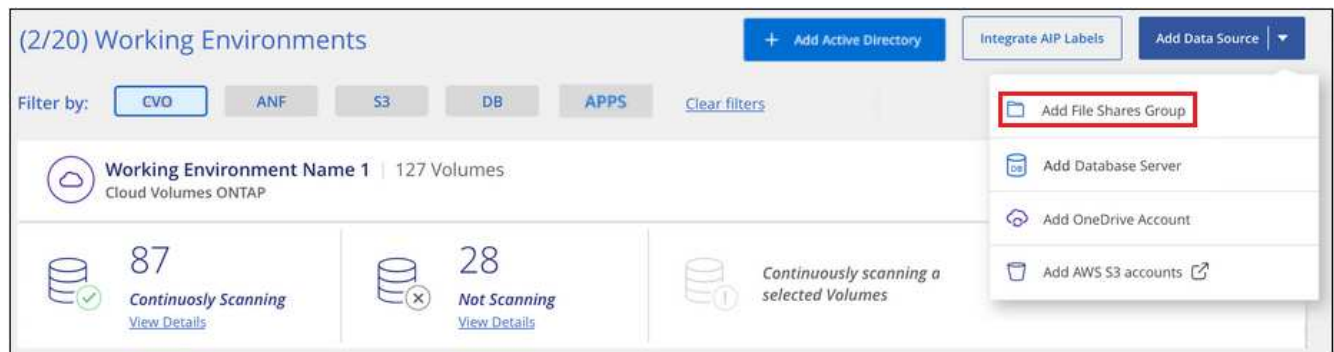 (2/20) Working Environments
+ Add Active Directory
Integrate AIP Labels
Add Data Source
Filter by:
CVO
ANF
S3
DB
APPS
Clear filters
Add File Shares Group
DB
Add Database Server
Add OneDrive Account
Add AWS S3 accounts
Working Environment Name 1 | 127 Volumes
Cloud Volumes ONTAP
87
Continuosly Scanning
View Details
28
Not Scanning
View Details
Continuously scanning a
selected Volumes